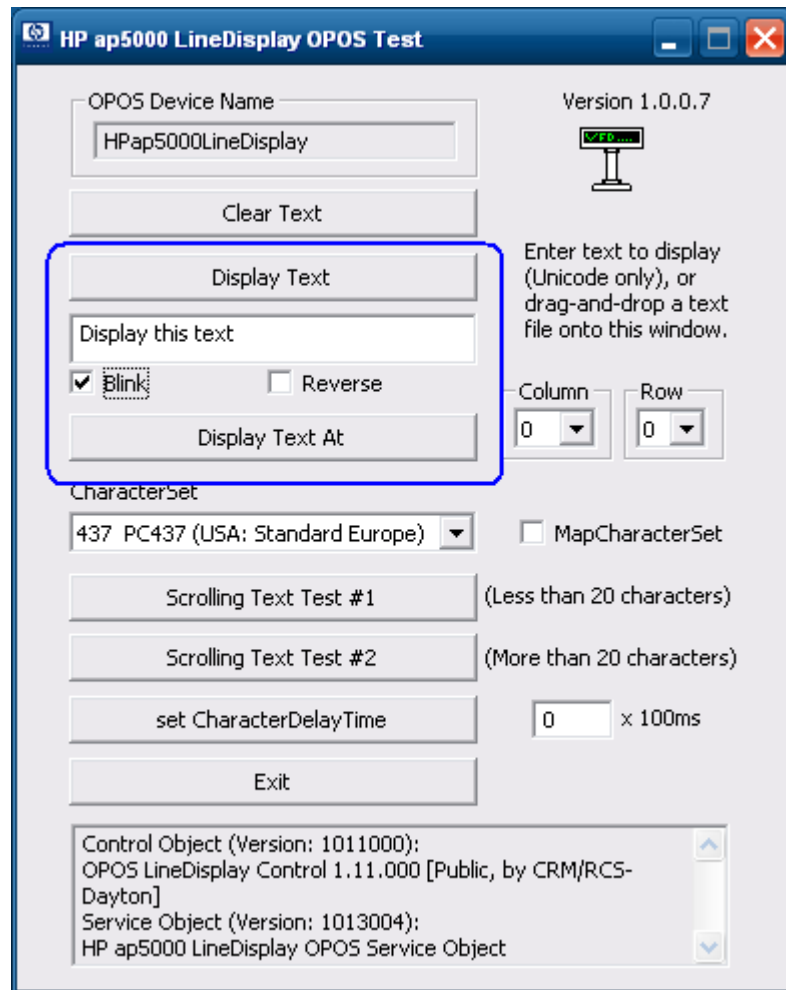 HP ap5000 LineDisplay OPOS Test
OPOS Device Name
Version 1.0.0.7
HPap5000LineDisplay
VFD....
Clear Text
Display Text
Enter text to display
(Unicode only), or
drag-and-drop a text
file onto this window.
Display this text
Blink
Reverse
Column
Row
0
0
Display Text At
CharacterSet
437 PC437 (USA: Standard Europe)
MapCharacterSet
Scrolling Text Test #1
(Less than 20 characters)
Scrolling Text Test #2
(More than 20 characters)
set CharacterDelayTime
0
x 100ms
Exit
Control Object (Version: 1011000):
OPOS LineDisplay Control 1.11.000 [Public, by CRM/RCS-
Dayton]
Service Object (Version: 1013004):
HP ap5000 LineDisplay OPOS Service Object